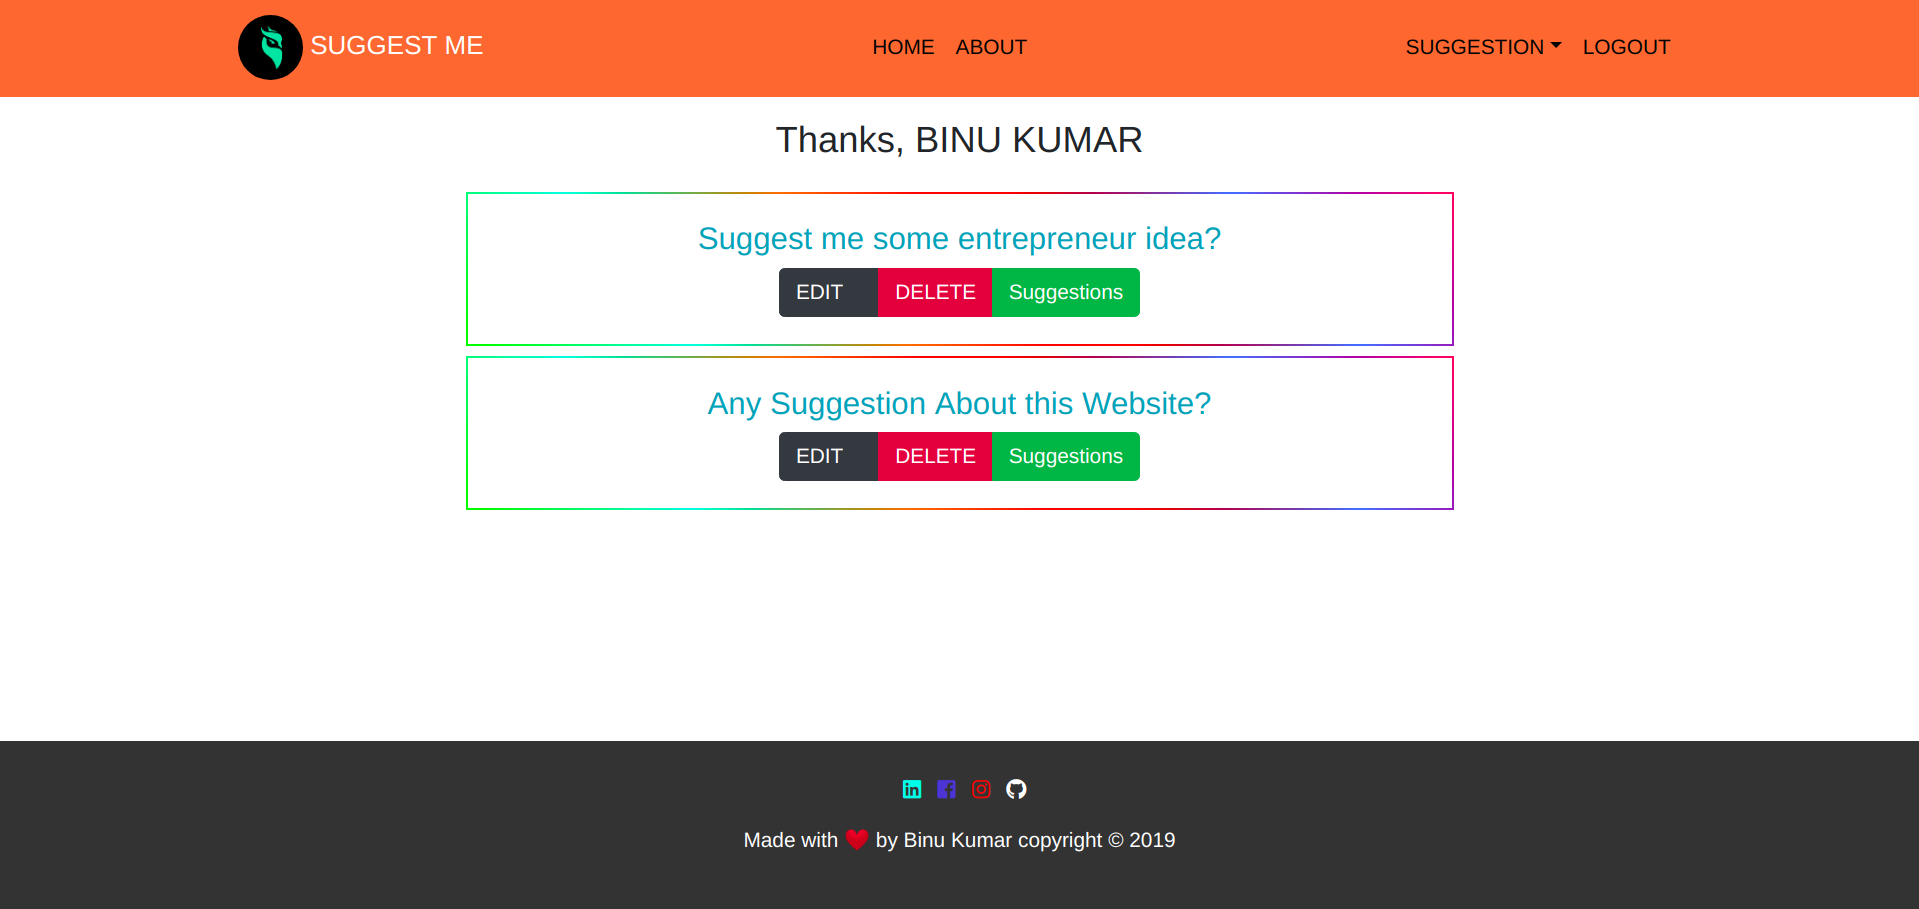 SUGGEST ME HOME ABOUT SUGGESTION LOGOUT
Thanks, BINU KUMAR
Suggest me some entrepreneur idea?
EDIT DELETE Suggestions
Any Suggestion About this Website?
EDIT DELETE Suggestions
Made with ❤ by Binu Kumar copyright © 2019